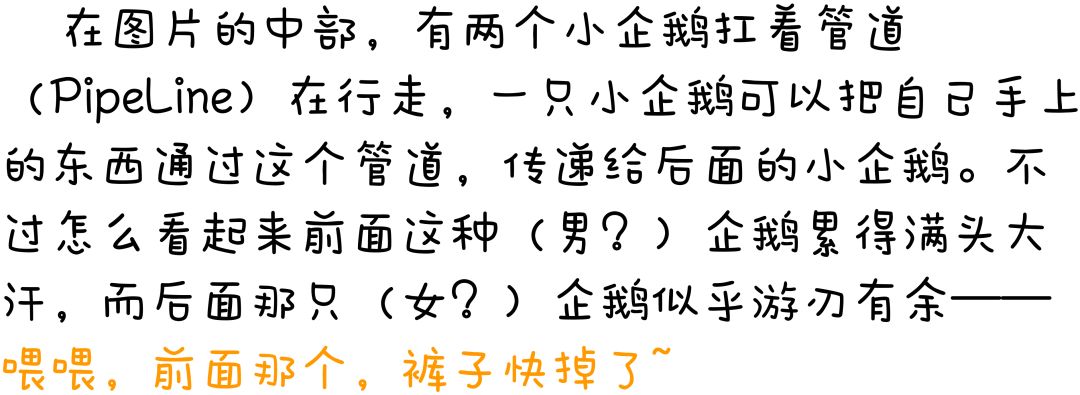 在图片的中部，有两个小企鹅扛着管道
（PipeLine）在行走，一只小企鹅可以把自己手上
的东西通过这个管道，传递给后面的小企鹅。不
过怎么看起来前面这种（男？）企鹅累得满头大
汗，而后面那只（女？）企鹅似乎游刃有余——
喂喂，前面那个，裤子快掉了~